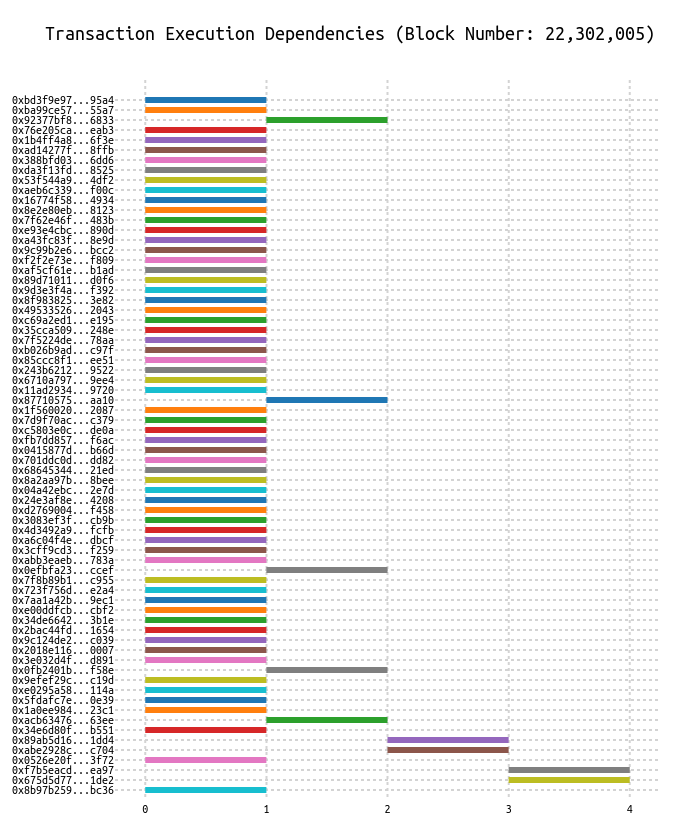 Transaction Execution Dependencies (Block Number: 22,302,005)
0xbd3f9e97...95a4
0xba99ce57...55a7
0x92377bf8...6833
0x76e205ca...eab3
0x1b4ff4a8...6f3e
0xad14277f...8ffb
0x388bfd03...6dd6
0xda3f13fd...8525
0x53f544a9...4df2
0xaeb6c339...f00c
0x16774f58...4934
0x8e2e80eb...8123
0x7f62e46f...483b
0xe93e4cbc...890d
0xa43fc83f...8e9d
0x9c99b2e6...bcc2
0xf2f2e73e...f809
0xaf5cf61e...b1ad
0x89d71011...d0f6
0x9d3e3f4a...f392
0x8f983825...3e82
0x49533526...2043
0xc69a2ed1...e195
0x35cca509...248e
0x7f5224de...78aa
0xb026b9ad...c97f
0x85ccc8f1...ee51
0x243b6212...9522
0x6710a797...9ee4
0x11ad2934...9720
0x87710575...aa10
0x1f560020...2087
0x7d9f70ac...c379
0xc5803e0c...de0a
0xfb7dd857...f6ac
0x0415877d...b66d
0x701ddc0d...dd82
0x68645344...21ed
0x8a2aa97b...8bee
0x04a42ebc...2e7d
0x24e3af8e...4208
0xd2769004...f458
0x3083ef3f...cb9b
0x4d3492a9...fcfb
0xa6c04f4e...dbcf
0x3cff9cd3...f259
0xabb3eaeb...783a
0x0efbfa23...ccef
0x7f8b89b1...c955
0x723f756d...e2a4
0x7aa1a42b...9ec1
0xe00ddfcb...cbf2
0x34de6642...3b1e
0x2bac44fd...1654
0x9c124de2...c039
0x2018e116...0007
0x3e032d4f...d891
0x0fb2401b...f58e
0x9efef29c...c19d
0xe0295a58...114a
0x5fdafc7e...0e39
0x1a0ee984...23c1
0xacb63476...63ee
0x34e6d80f...b551
0x89ab5d16...1dd4
0xabe2928c...c704
0x0526e20f...3f72
0xf7b5eacd...ea97
0x675d5d77...1de2
0x8b97b259...bc36
0 1 2 3 4